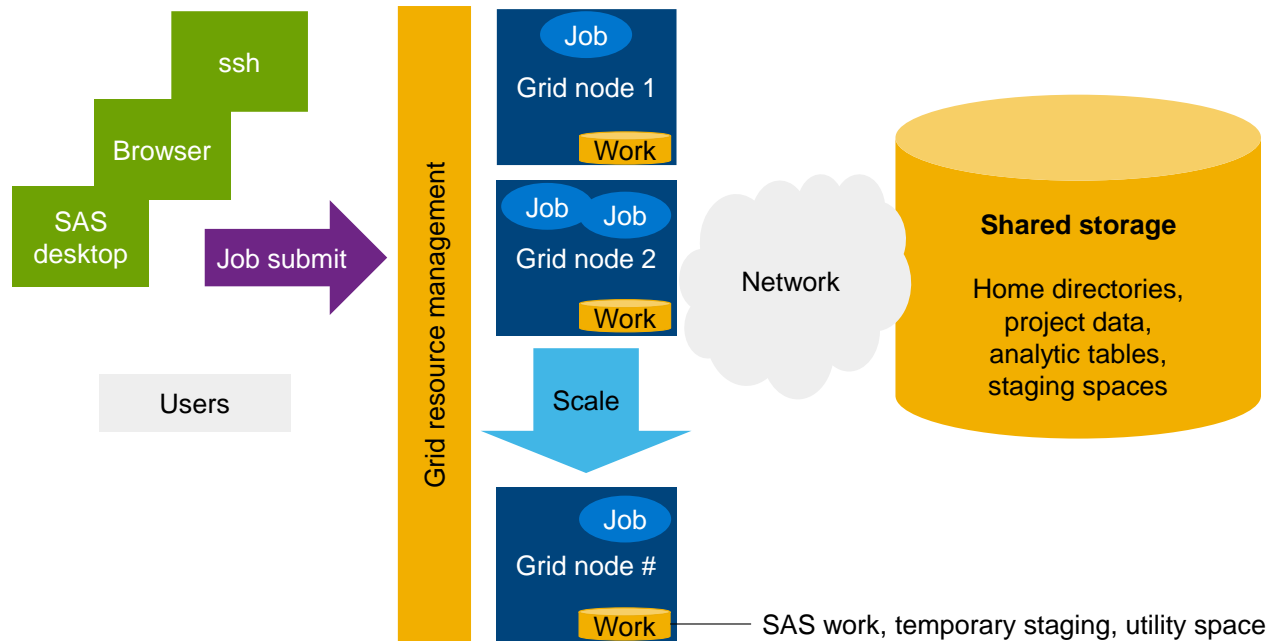 ssh
Browser
SAS
desktop
Job submit
Users
Grid resource management
Job
Grid node 1
Work
Job
Job
Grid node 2
Work
Scale
Job
Grid node #
Work
Network
Shared storage
Home directories,
project data,
analytic tables,
staging spaces
SAS work, temporary staging, utility space